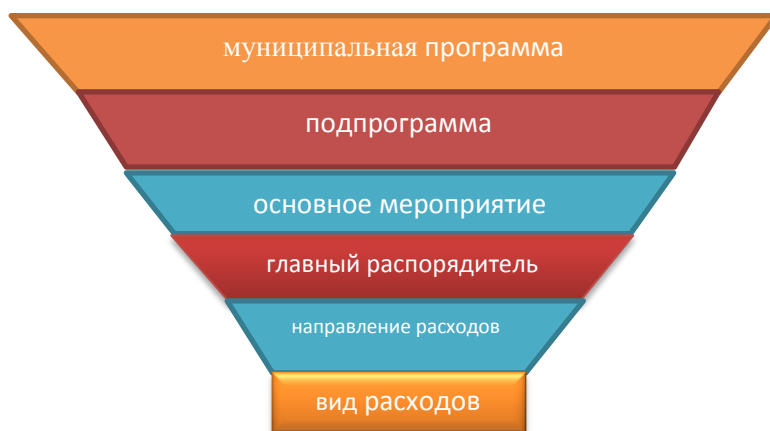 муниципальная программа
подпрограмма
основное мероприятие
главный распорядитель
направление расходов
вид расходов